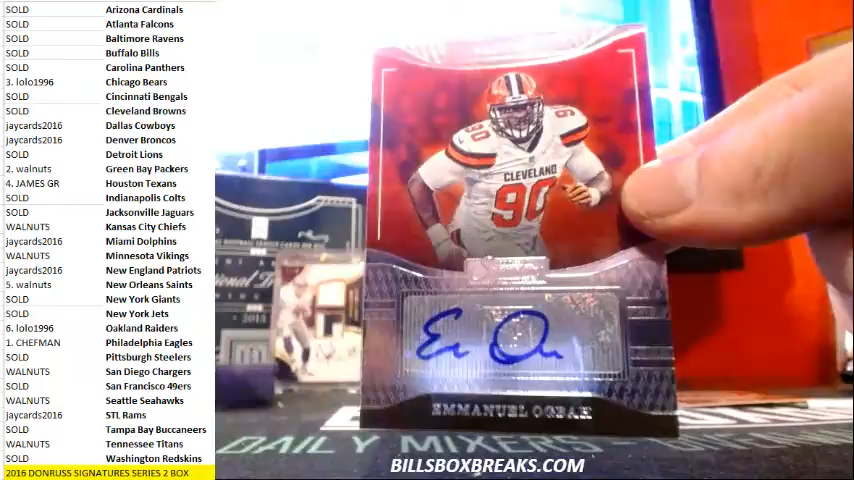 SOLD Arizona Cardinals
SOLD Atlanta Falcons
SOLD Baltimore Ravens
SOLD Buffalo Bills
SOLD Carolina Panthers
3. lolo1996 Chicago Bears
SOLD Cincinnati Bengals
SOLD Cleveland Browns
jaycards2016 Dallas Cowboys
jaycards2016 Denver Broncos
SOLD Detroit Lions
2. walnuts Green Bay Packers
4. JAMES GR Houston Texans
SOLD Indianapolis Colts
SOLD Jacksonville Jaguars
WALNUTS Kansas City Chiefs
jaycards2016 Miami Dolphins
WALNUTS Minnesota Vikings
jaycards2016 New England Patriots
5. walnuts New Orleans Saints
SOLD New York Giants
SOLD New York Jets
6. lolo1996 Oakland Raiders
1. CHEFMAN Philadelphia Eagles
SOLD Pittsburgh Steelers
WALNUTS San Diego Chargers
SOLD San Francisco 49ers
WALNUTS Seattle Seahawks
jaycards2016 STL Rams
SOLD Tampa Bay Buccaneers
WALNUTS Tennessee Titans
SOLD Washington Redskins
2016 DONRUSS SIGNATURES SERIES 2 BOX
90
90
CLEVELAND
90
EMMANUEL OGBAH
DAILY MIXERS
BILLSBOXBREAKS.COM